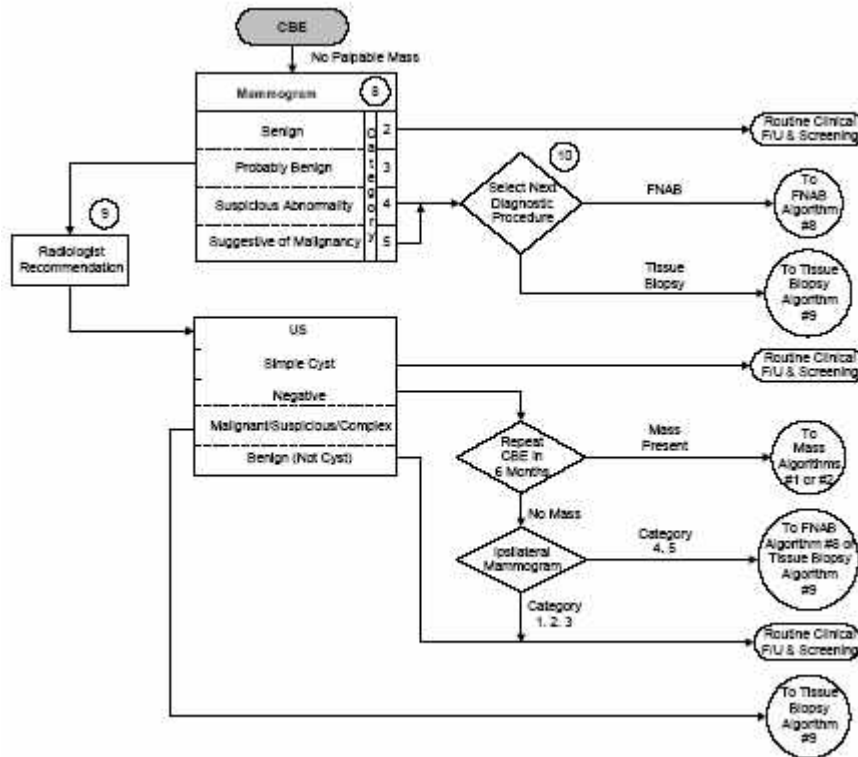 CBE
No Palpable Mass
Mammogram
8
Category
Benign
2
Probably Benign
3
Suspicious Abnormality
4
Suggestive of Malignancy
5
Routine Clinical
F/U & Screening
10
Select Next
Diagnostic
Procedure
FNAB
To
FNAB
Algorithm
#8
Tissue
Biopsy
To Tissue
Biopsy
Algorithm
#9
9
Radiologist
Recommendation
US
Simple Cyst
Negative
Malignant/Suspicious/Complex
Benign (Not Cyst)
Routine Clinical
F/U & Screening
Repeat
CBE in
6 Months
Mass
Present
To
Mass
Algorithms
#1 or #2
No Mass
Ipsilateral
Mammogram
Category
4, 5
To FNAB
Algorithm #8 or
Tissue Biopsy
Algorithm
#9
Category
1, 2, 3
Routine Clinical
F/U & Screening
To Tissue
Biopsy
Algorithm
#9